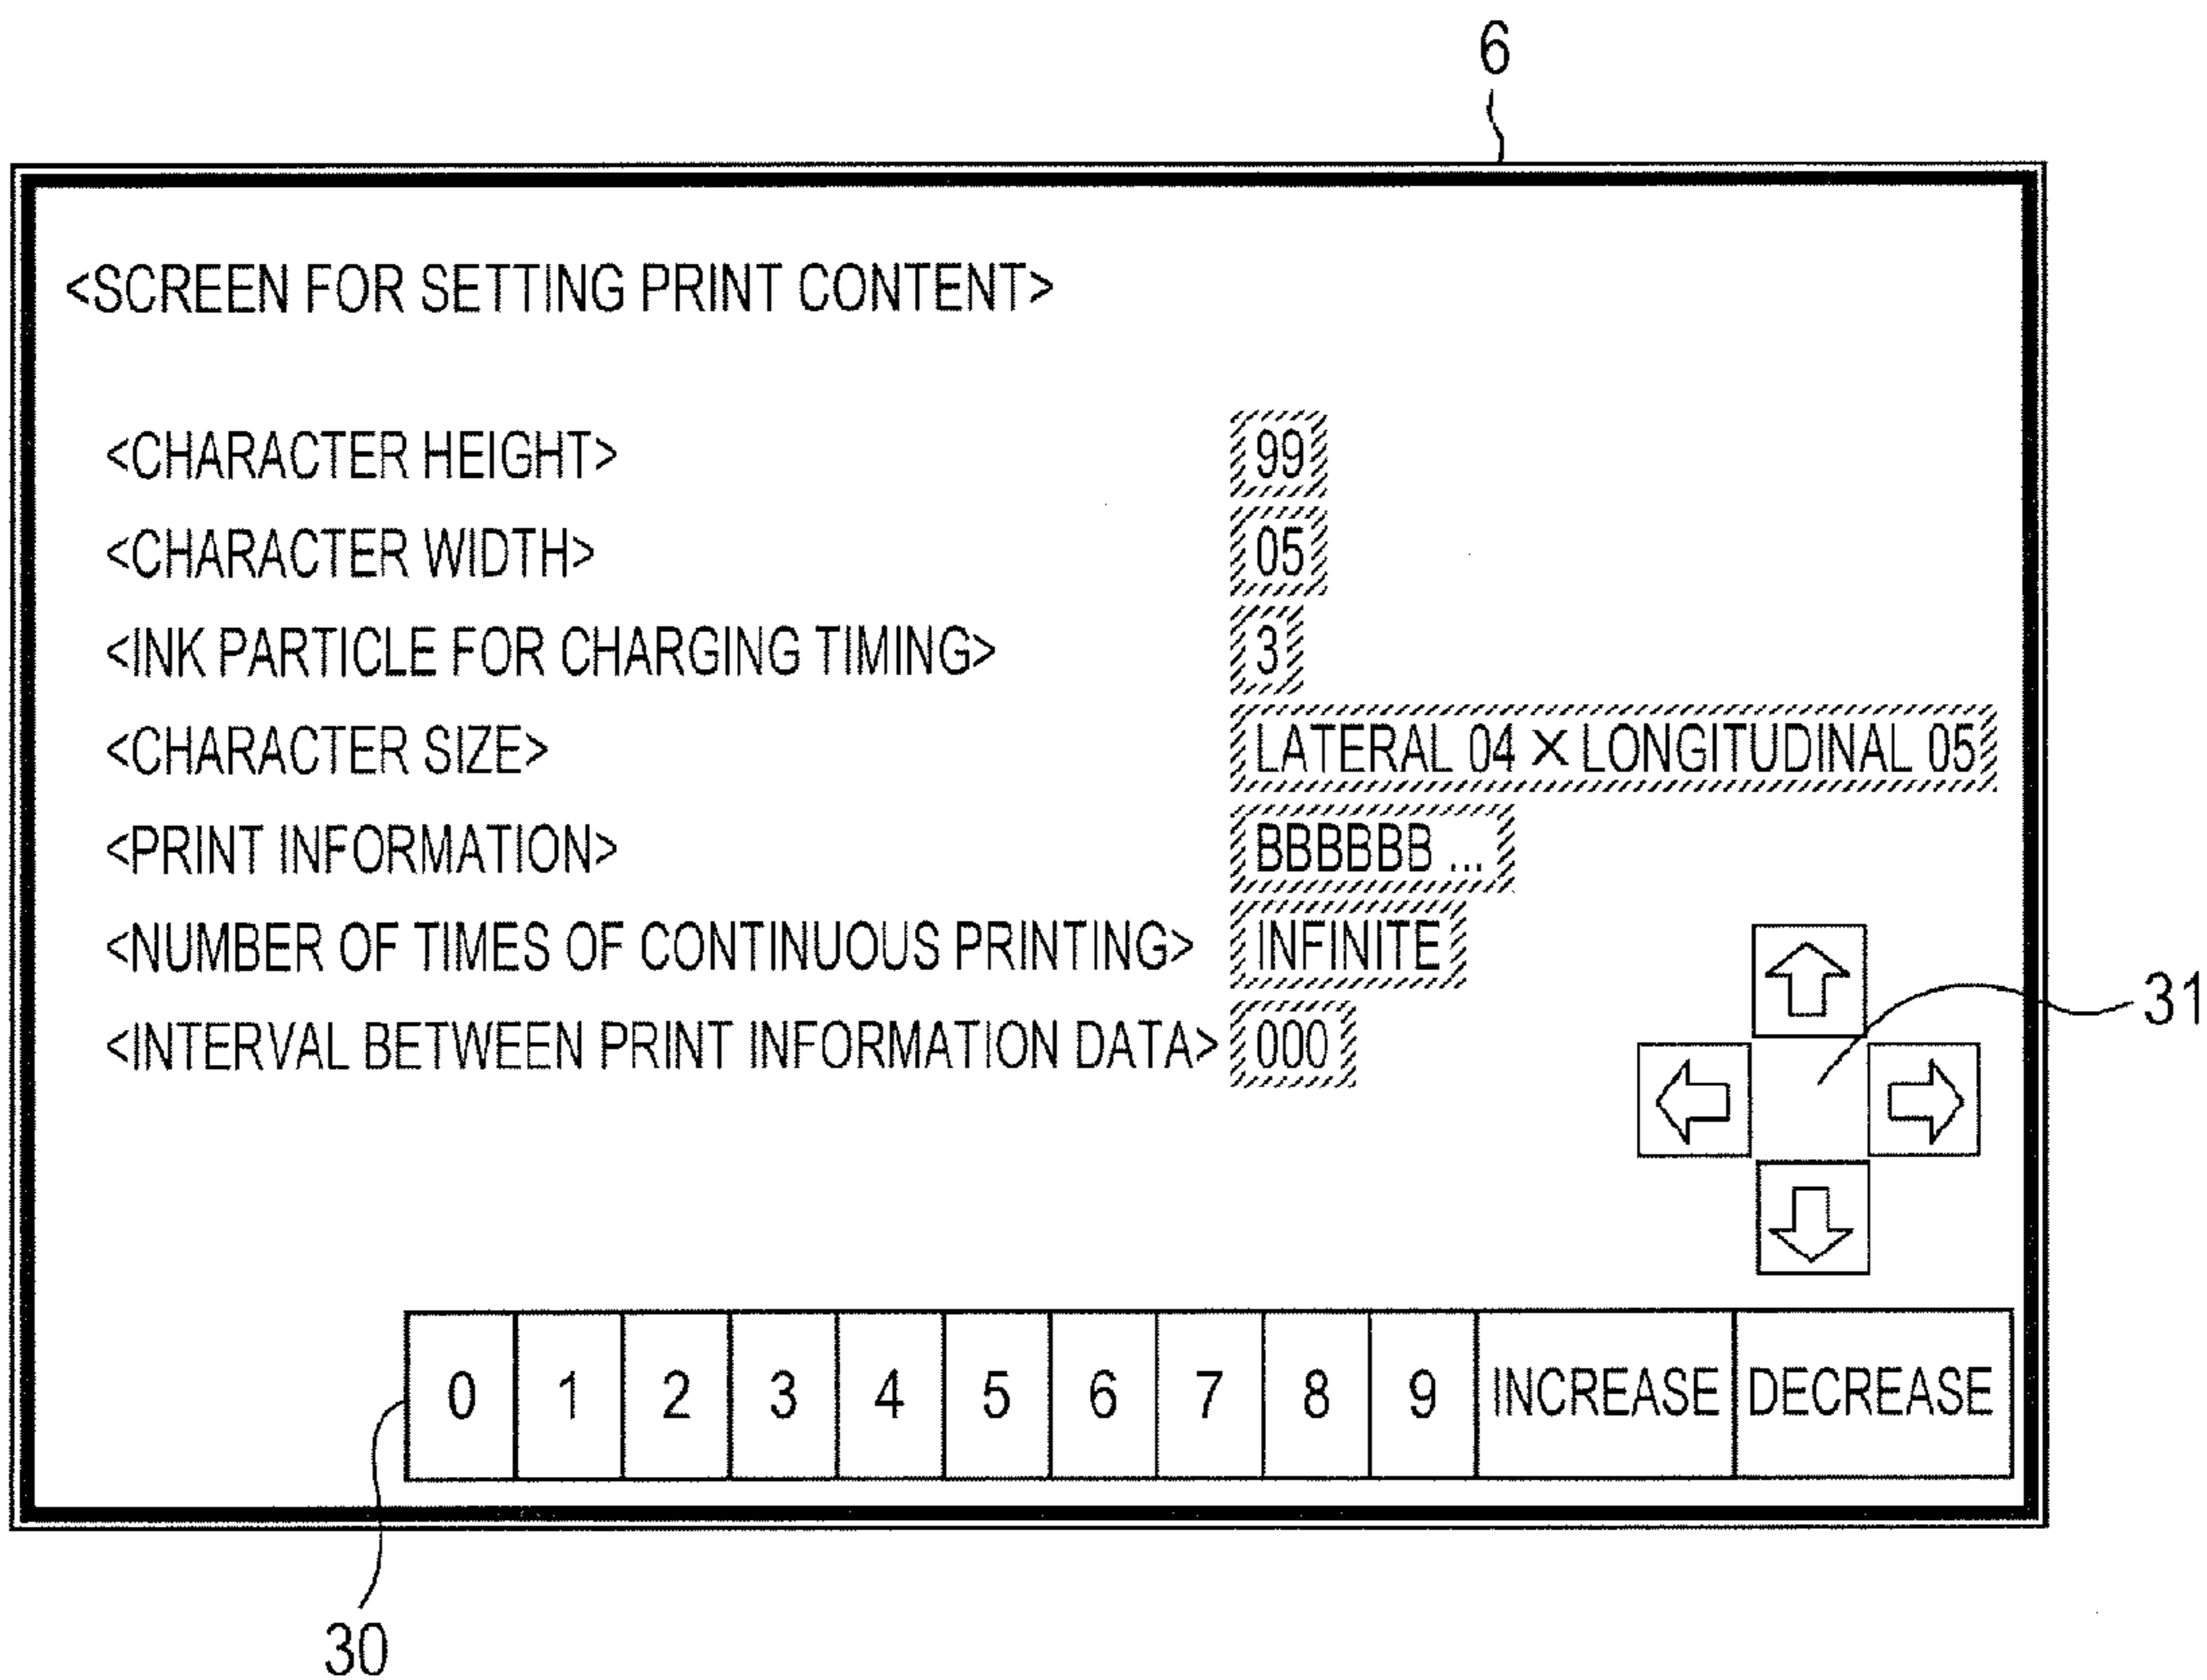 6
<SCREEN FOR SETTING PRINT CONTENT>
<CHARACTER HEIGHT> 99
<CHARACTER WIDTH> 05
<INK PARTICLE FOR CHARGING TIMING> 3
<CHARACTER SIZE> LATERAL 04 × LONGITUDINAL 05
<PRINT INFORMATION> BBBBBB ...
<NUMBER OF TIMES OF CONTINUOUS PRINTING> INFINITE
<INTERVAL BETWEEN PRINT INFORMATION DATA> 000
31
0 1 2 3 4 5 6 7 8 9 INCREASE DECREASE
30